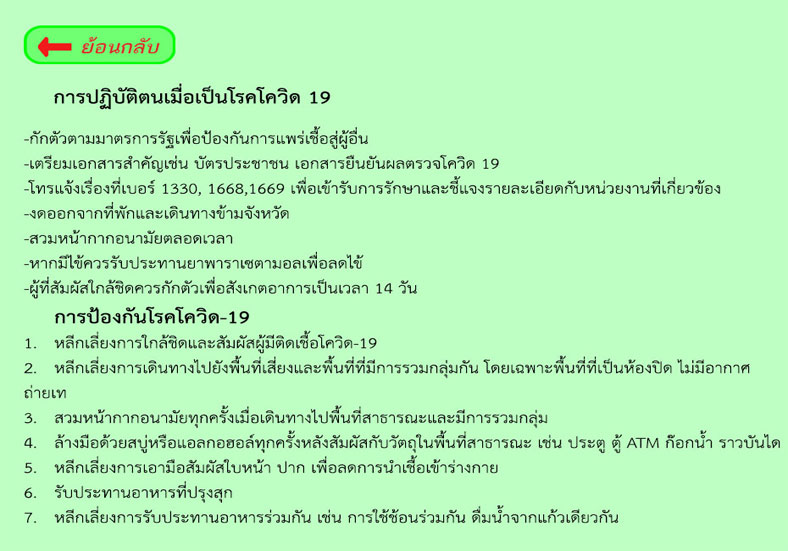 ย้อนกลับ
การปฏิบัติตนเมื่อเป็นโรคโควิด 19
-กักตัวตามมาตรการรัฐเพื่อป้องกันการแพร่เชื้อสู่ผู้อื่น
-เตรียมเอกสารสำคัญเช่น บัตรประชาชน เอกสารยืนยันผลตรวจโควิด 19
-โทรแจ้งเรื่องที่เบอร์ 1330, 1668,1669 เพื่อเข้ารับการรักษาและชี้แจงรายละเอียดกับหน่วยงานที่เกี่ยวข้อง
-งดออกจากที่พักและเดินทางข้ามจังหวัด
-สวมหน้ากากอนามัยตลอดเวลา
-หากมีไข้ควรรับประทานยาพาราเซตามอลเพื่อลดไข้
-ผู้ที่สัมผัสใกล้ชิดควรกักตัวเพื่อสังเกตอาการเป็นเวลา 14 วัน
การป้องกันโรคโควิด-19
1. หลีกเลี่ยงการใกล้ชิดและสัมผัสผู้มีติดเชื้อโควิด-19
2. หลีกเลี่ยงการเดินทางไปยังพื้นที่เสี่ยงและพื้นที่ที่มีการรวมกลุ่มกัน โดยเฉพาะพื้นที่ที่เป็นห้องปิด ไม่มีอากาศ
ถ่ายเท
3. สวมหน้ากากอนามัยทุกครั้งเมื่อเดินทางไปพื้นที่สาธารณะและมีการรวมกลุ่ม
4. ล้างมือด้วยสบู่หรือแอลกอฮอล์ทุกครั้งหลังสัมผัสกับวัตถุในพื้นที่สาธารณะ เช่น ประตู ตู้ ATM ก๊อกน้ำ ราวบันได
5. หลีกเลี่ยงการเอามือสัมผัสใบหน้า ปาก เพื่อลดการนำเชื้อเข้าร่างกาย
6. รับประทานอาหารที่ปรุงสุก
7. หลีกเลี่ยงการรับประทานอาหารร่วมกัน เช่น การใช้ช้อนร่วมกัน ดื่มน้ำจากแก้วเดียวกัน